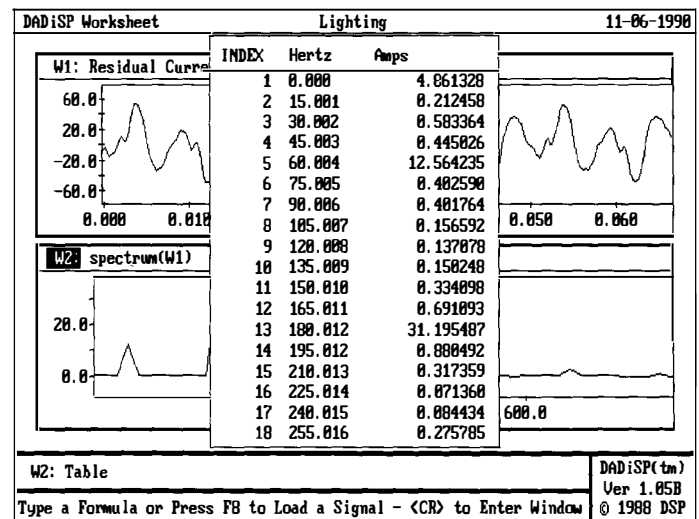 DADiSP Worksheet Lighting 11-06-1990
W1: Residual Curre
60.0
20.0
-20.0
-60.0
0.000 0.010 0.050 0.060
W2: spectrum(W1)
20.0
0.0
600.0
INDEX Hertz Amps
1 0.000 4.861328
2 15.001 0.212458
3 30.002 0.583364
4 45.003 0.445026
5 60.004 12.564235
6 75.005 0.402590
7 90.006 0.401764
8 105.007 0.156592
9 120.008 0.137078
10 135.009 0.150248
11 150.010 0.334098
12 165.011 0.691093
13 180.012 31.195487
14 195.012 0.880492
15 210.013 0.317359
16 225.014 0.071360
17 240.015 0.084434
18 255.016 0.275785
W2: Table
Type a Formula or Press F8 to Load a Signal - <CR> to Enter Window
DADiSP(tm)
Ver 1.05B
© 1988 DSP